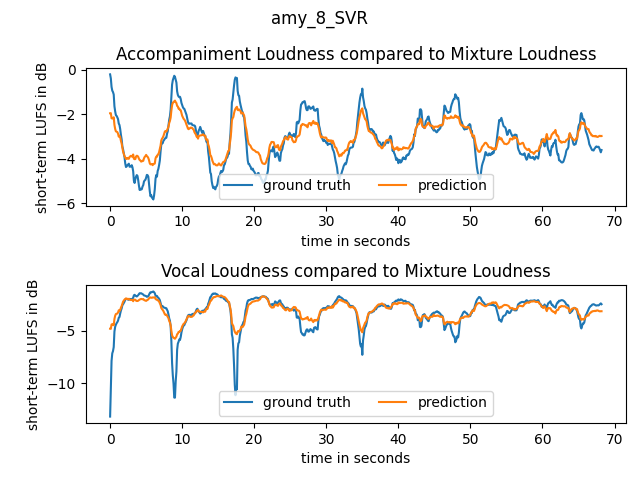 amy_8_SVR
Accompaniment Loudness compared to Mixture Loudness
short-term LUFS in dB
0
−2
−4
−6
ground truth
prediction
0 10 20 30 40 50 60 70
time in seconds
Vocal Loudness compared to Mixture Loudness
short-term LUFS in dB
−5
−10
ground truth
prediction
0 10 20 30 40 50 60 70
time in seconds